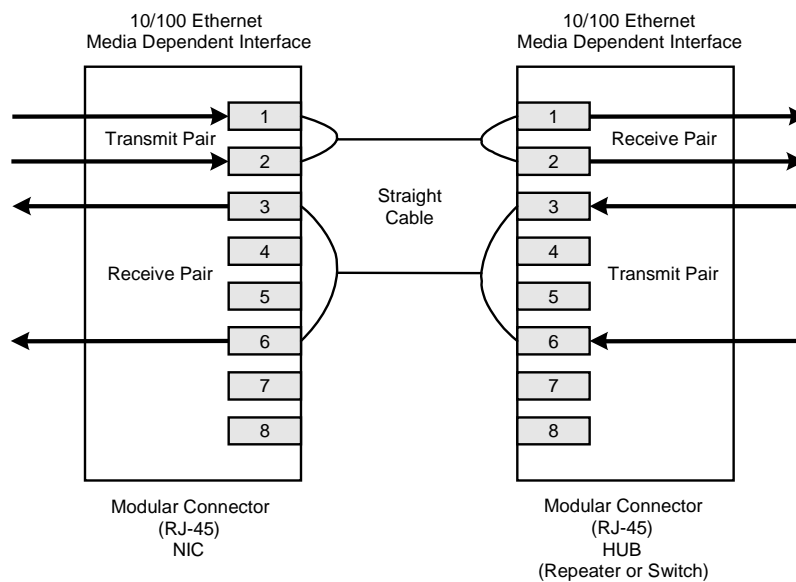 10/100 Ethernet
Media Dependent Interface
10/100 Ethernet
Media Dependent Interface
1
Transmit Pair
2
3
4
Receive Pair
5
6
7
8
Straight
Cable
1
Receive Pair
2
3
4
Transmit Pair
5
6
7
8
Modular Connector
(RJ-45)
NIC
Modular Connector
(RJ-45)
HUB
(Repeater or Switch)